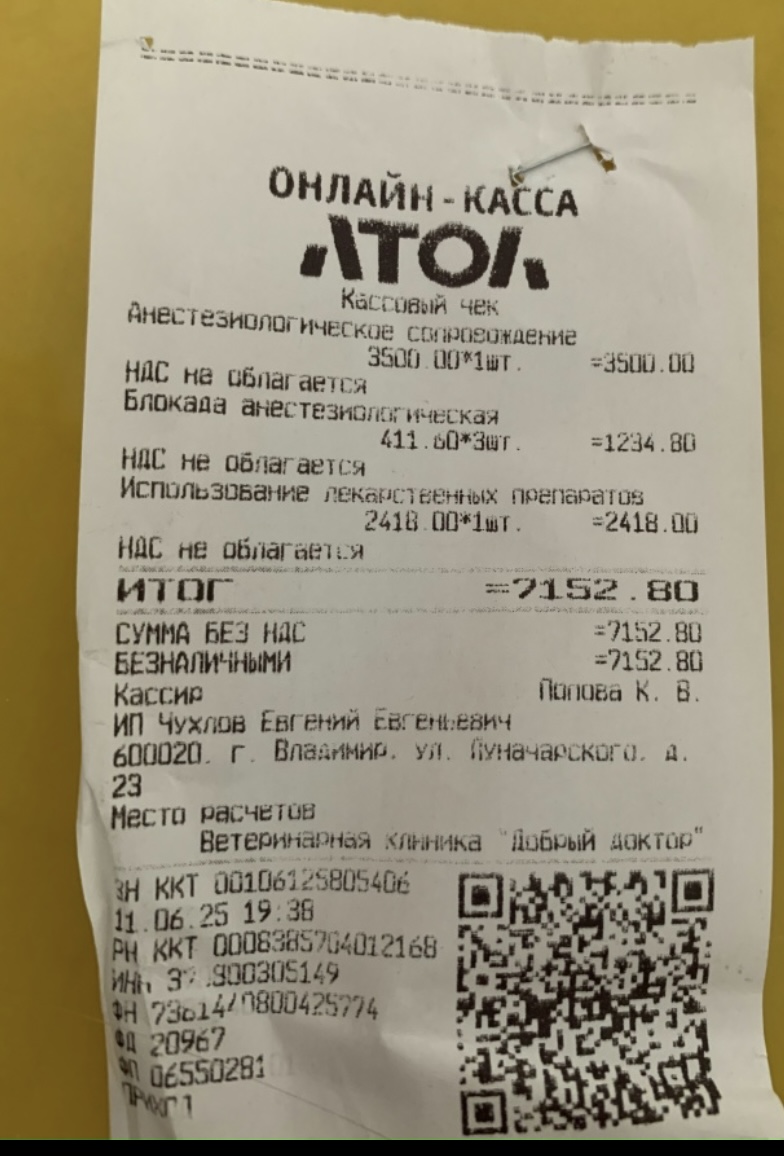 ОНЛАЙН-КАССА
АТОЛ
Кассовый чек
Анестезиологическое сопровождение
3500.00*1шт. =3500.00
НДС не облагается
Блокада анестезиологическая
411.60*3шт. =1234.80
НДС не облагается
Использование лекарственных препаратов
2418.00*1шт. =2418.00
НДС не облагается
ИТОГ =7152.80
СУММА БЕЗ НДС =7152.80
БЕЗНАЛИЧНЫМИ =7152.80
Кассир Попова К. В.
ИП Чухлов Евгений Евгеньевич
600020. г. Владимир. ул. Луначарского. д.
23
Место расчетов
Ветеринарная клиника "Добрый доктор"
ЗН ККТ 00106125805406
11.06.25 19:38
РН ККТ 0008385704012168
ИНН
ФН
ФД 20967
ФП
ПРИХОД